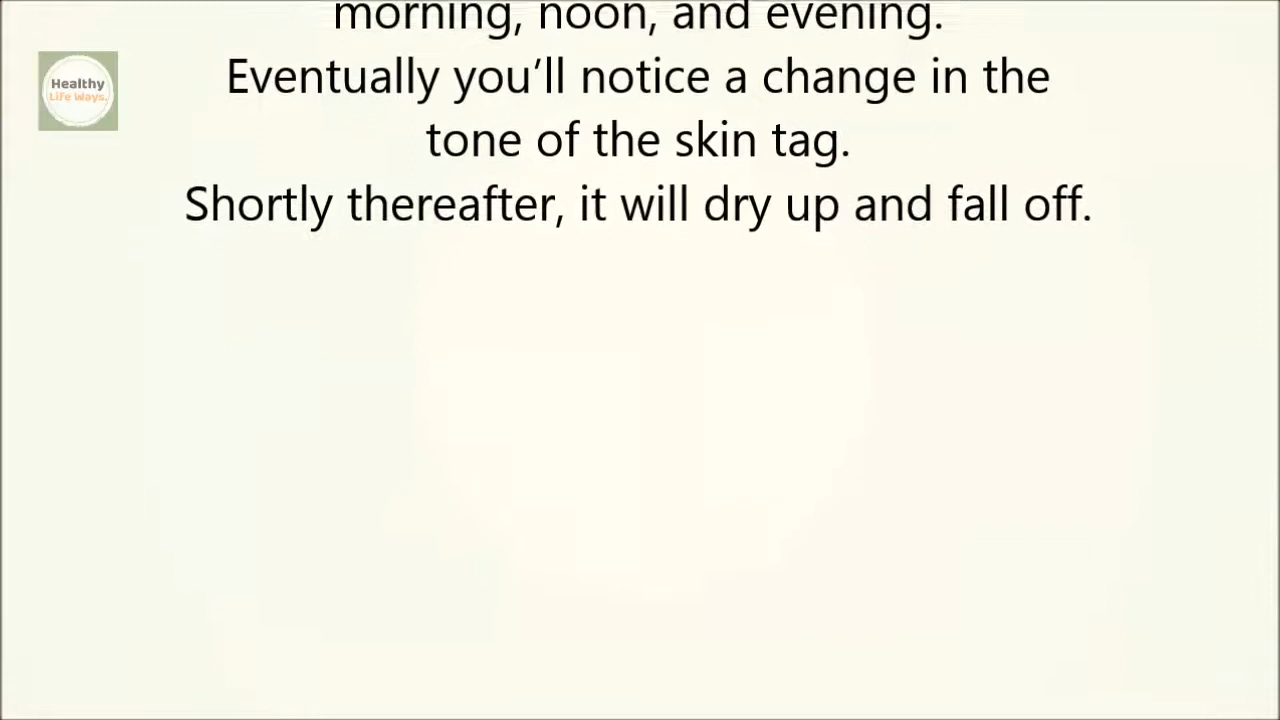 morning, noon, and evening.
Healthy
Life Ways.
Eventually you’ll notice a change in the
tone of the skin tag.
Shortly thereafter, it will dry up and fall off.